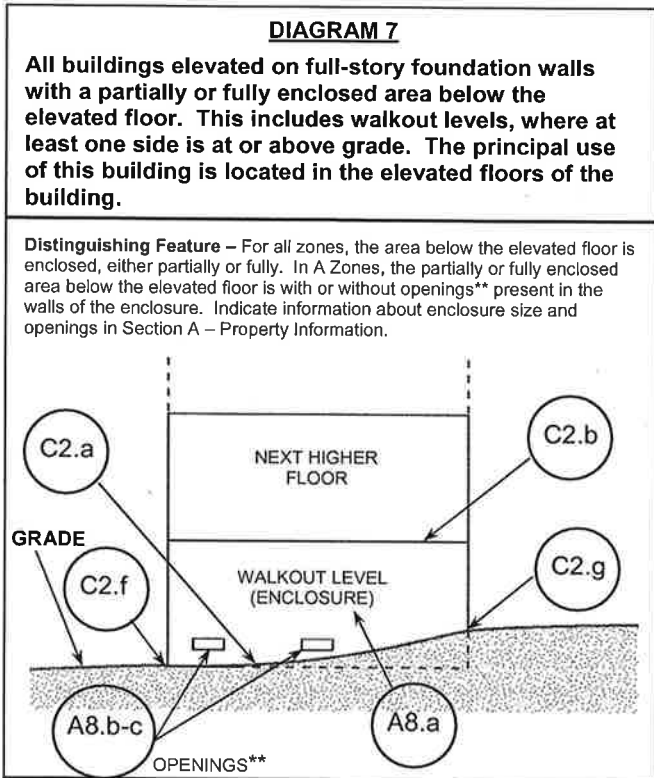 DIAGRAM 7
All buildings elevated on full-story foundation walls
with a partially or fully enclosed area below the
elevated floor. This includes walkout levels, where at
least one side is at or above grade. The principal use
of this building is located in the elevated floors of the
building.
Distinguishing Feature – For all zones, the area below the elevated floor is
enclosed, either partially or fully. In A Zones, the partially or fully enclosed
area below the elevated floor is with or without openings** present in the
walls of the enclosure. Indicate information about enclosure size and
openings in Section A – Property Information.
C2.a
NEXT HIGHER
FLOOR
C2.b
GRADE
C2.f
WALKOUT LEVEL
(ENCLOSURE)
C2.g
A8.b-c
A8.a
OPENINGS**